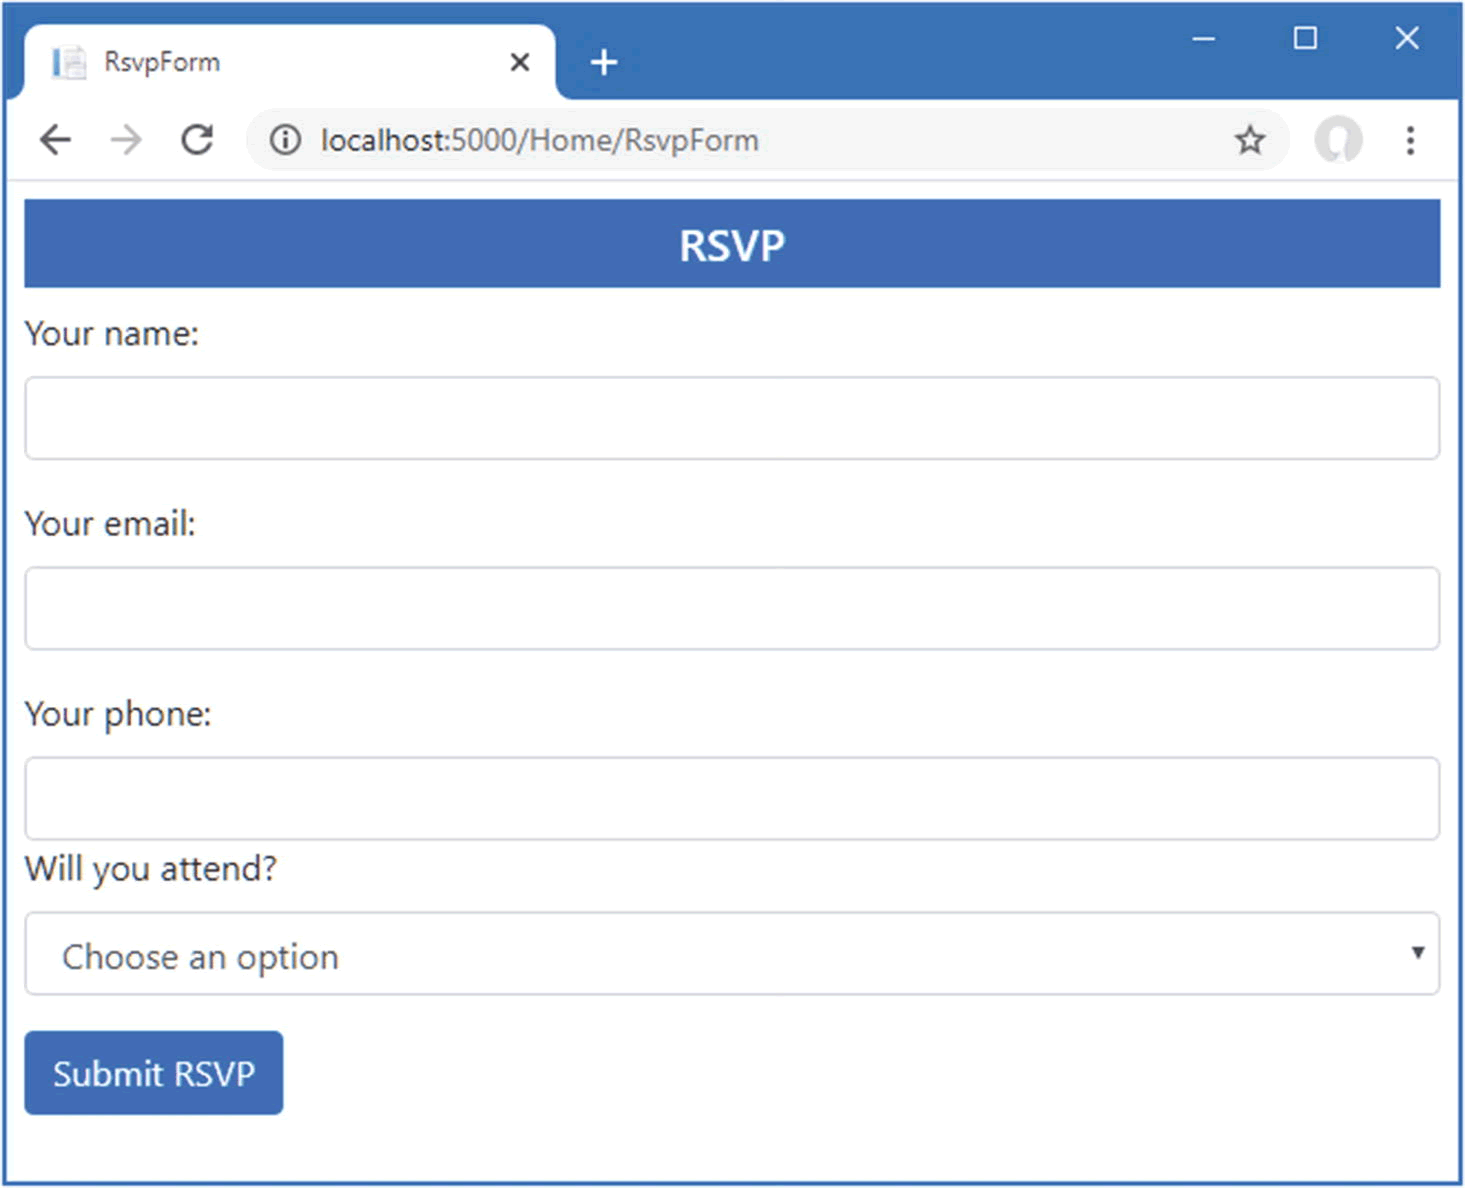 RsvpForm
localhost:5000/Home/RsvpForm
RSVP
Your name:
Your email:
Your phone:
Will you attend?
Choose an option
Submit RSVP